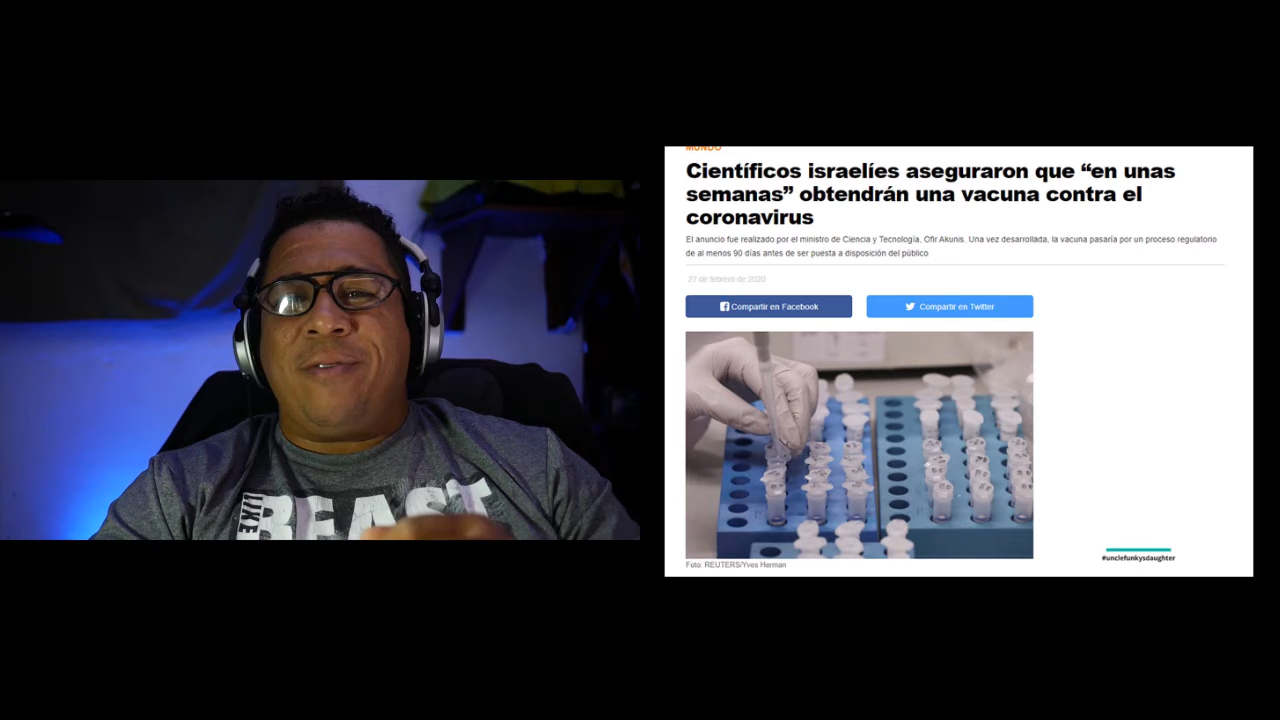 LIKE
BEAST
MUNDO
Científicos israelíes aseguraron que “en unas
semanas” obtendrán una vacuna contra el
coronavirus
El anuncio fue realizado por el ministro de Ciencia y Tecnología, Ofir Akunis. Una vez desarrollada, la vacuna pasaría por un proceso regulatorio
de al menos 90 días antes de ser puesta a disposición del público
27 de febrero de 2020
Compartir en Facebook
Compartir en Twitter
Foto: REUTERS/Yves Herman
#unclefunkysdaughter